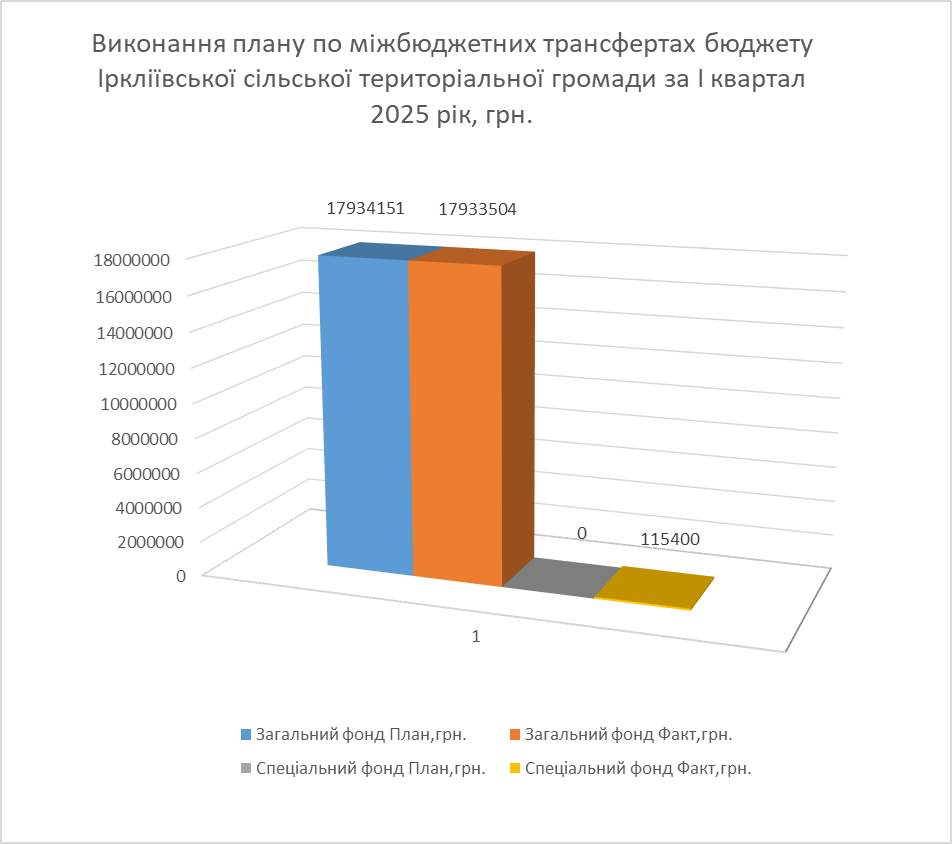 Виконання плану по міжбюджетних трансфертах бюджету
Іркліївської сільської територіальної громади за І квартал
2025 рік, грн.
17934151
17933504
18000000
16000000
14000000
12000000
10000000
8000000
6000000
4000000
2000000
0
0
115400
1
Загальний фонд План,грн.
Загальний фонд Факт,грн.
Спеціальний фонд План,грн.
Спеціальний фонд Факт,грн.